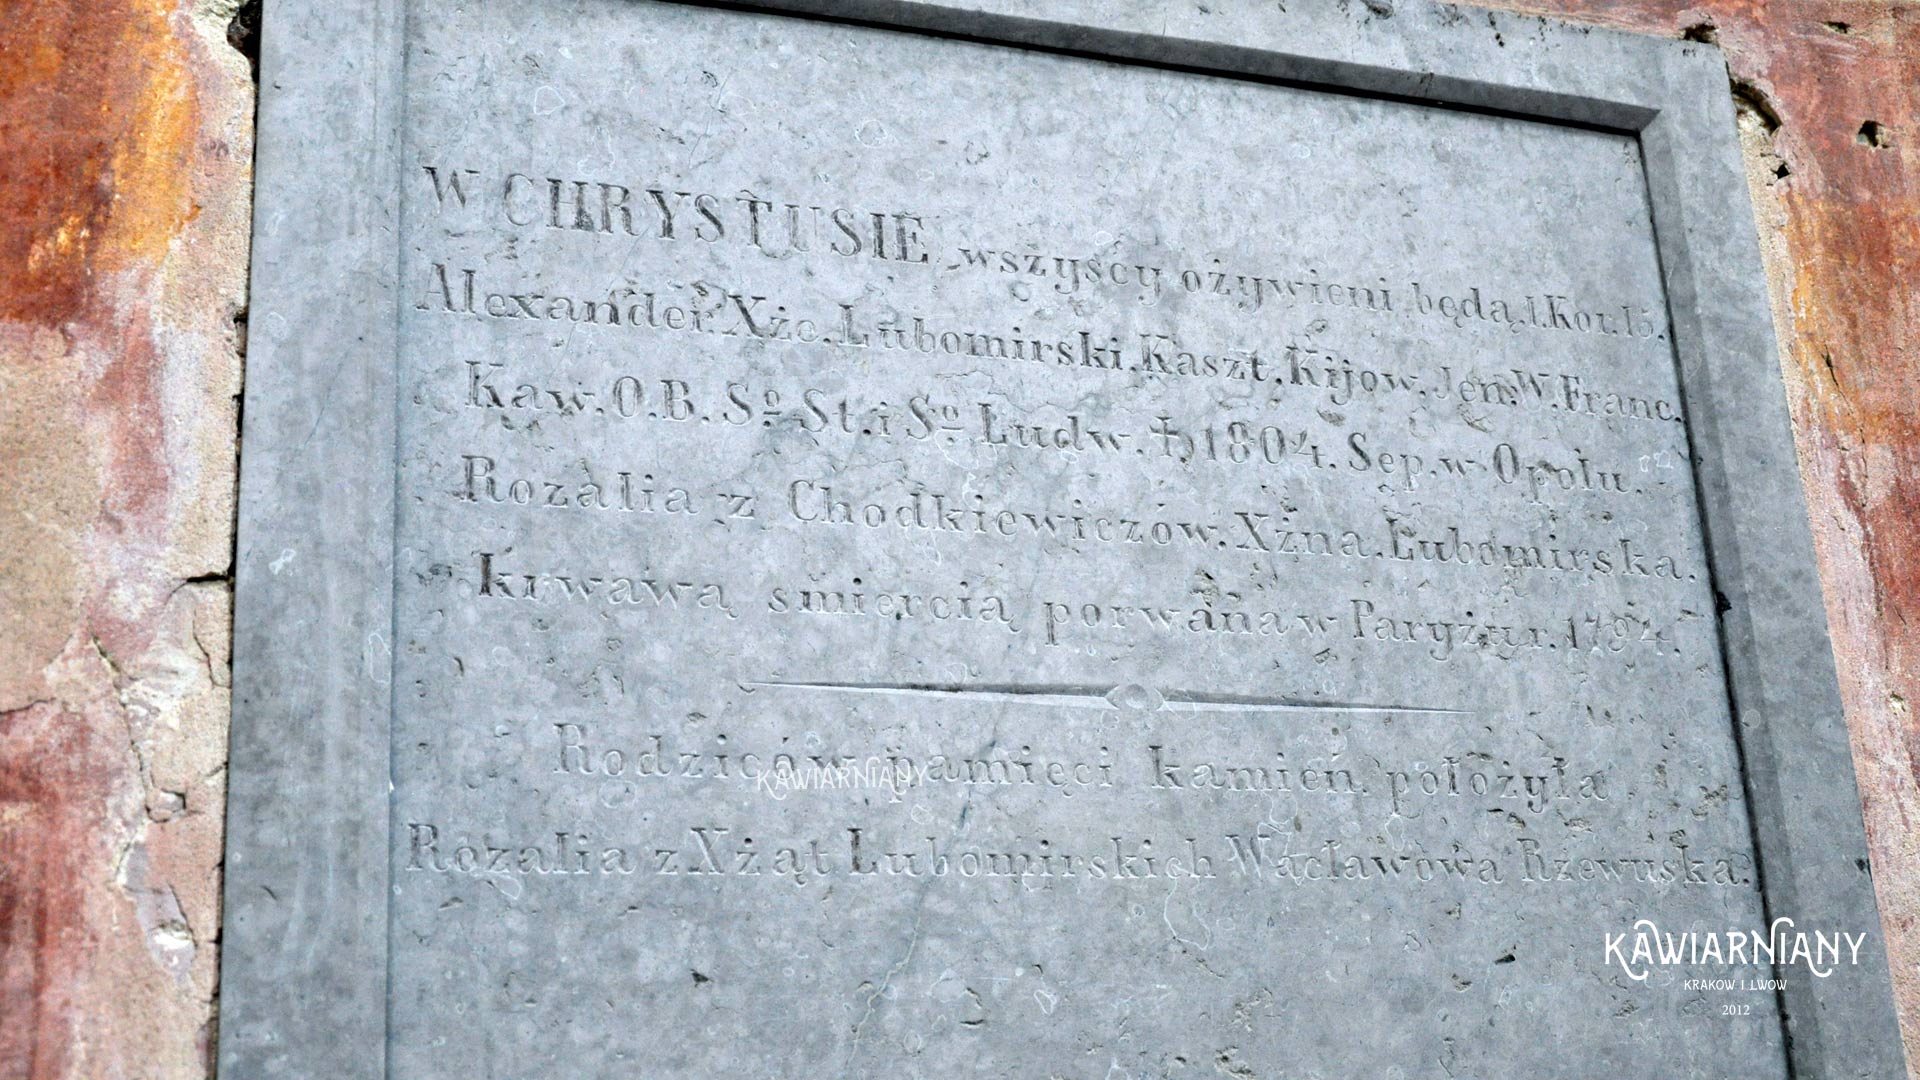 W CHRYSTUSIE wszyscy ożywieni będą. 1. Kor. 15.
Alexander Xże. Lubomirski. Kaszt. Kijow. Jen. W. Franc.
Kaw. O. B. Sº St. i Sº Ludw. † 1804. Sep. w Opolu.
Rozalia z Chodkiewiczów. Xżna. Lubomirska.
krwawą smiercią porwana w Paryżu r. 1794.
Rodziców pamięci kamień położyła
Rozalia z Xżąt Lubomirskich Wacławowa Rzewuska.
KAWIARNIANY
KAWIARNIANY
KRAKÓW I LWÓW
2012